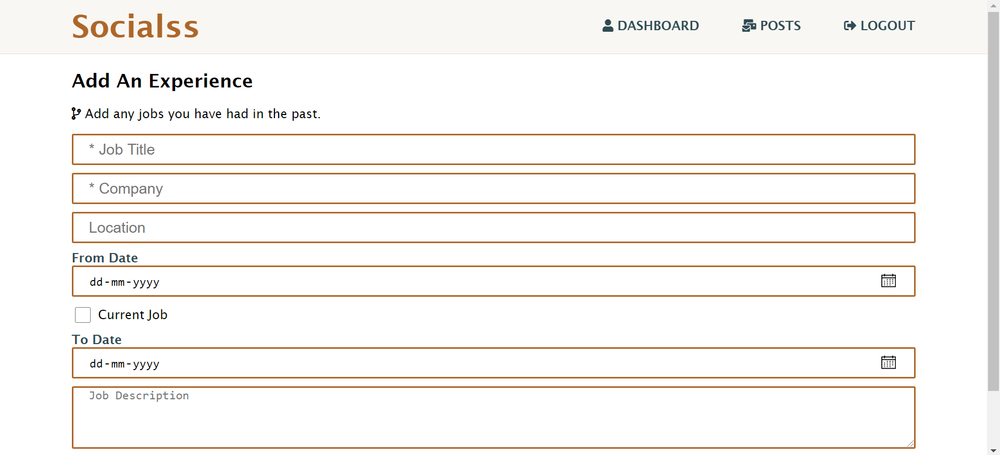 Socialss
DASHBOARD
POSTS
LOGOUT
Add An Experience
Add any jobs you have had in the past.
* Job Title
* Company
Location
From Date
dd-mm-yyyy
Current Job
To Date
dd-mm-yyyy
Job Description